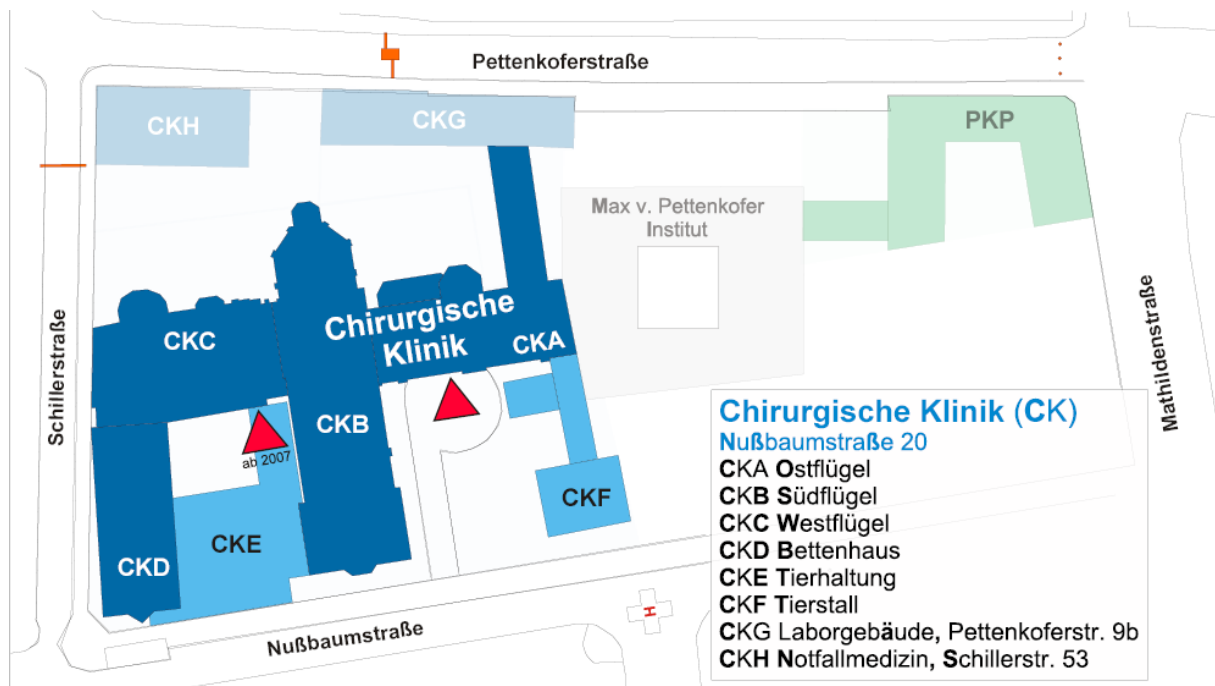 Pettenkoferstraße
CKH
CKG
PKP
Max v. Pettenkofer
Institut
Schillerstraße
Mathildenstraße
CKC
Chirurgische
Klinik
CKA
CKB
ab 2007
CKF
CKE
CKD
Nußbaumstraße
H
Chirurgische Klinik (CK)
Nußbaumstraße 20
CKA Ostflügel
CKB Südflügel
CKC Westflügel
CKD Bettenhaus
CKE Tierhaltung
CKF Tierstall
CKG Laborgebäude, Pettenkoferstr. 9b
CKH Notfallmedizin, Schillerstr. 53